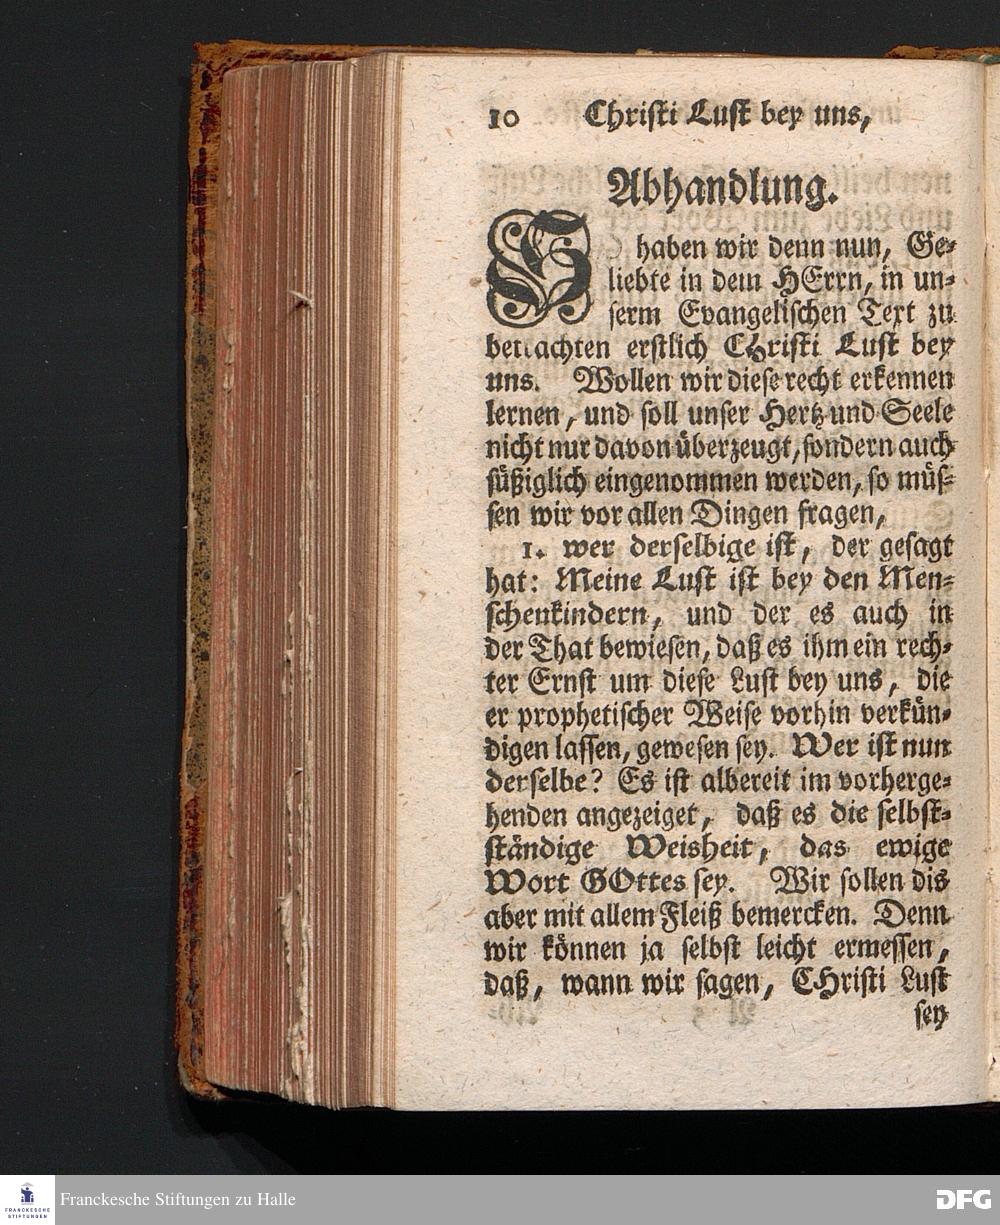 10 Christi Lust bey uns,
Abhandlung.
SO haben wir denn nun, Ge-
liebte in dem HErrn, in un-
serm Evangelischen Text zu
betrachten erstlich Christi Lust bey
uns. Wollen wir diese recht erkennen
lernen, und soll unser Hertz und Seele
nicht nur davon überzeugt, sondern auch
süßiglich eingenommen werden, so müs-
sen wir vor allen Dingen fragen,
1. wer derselbige ist, der gesagt
hat: Meine Lust ist bey den Men-
schenkindern, und der es auch in
der That bewiesen, daß es ihm ein rech-
ter Ernst um diese Lust bey uns, die
er prophetischer Weise vorhin verkün-
digen lassen, gewesen sey. Wer ist nun
derselbe? Es ist albereit im vorherge-
henden angezeiget, daß es die selbst-
ständige Weisheit, das ewige
Wort GOttes sey. Wir sollen dis
aber mit allem Fleiß bemercken. Denn
wir können ja selbst leicht ermessen,
daß, wann wir sagen, CHristi Lust
sey
FRANCKESCHE
STIFTUNGEN
Franckesche Stiftungen zu Halle
DFG